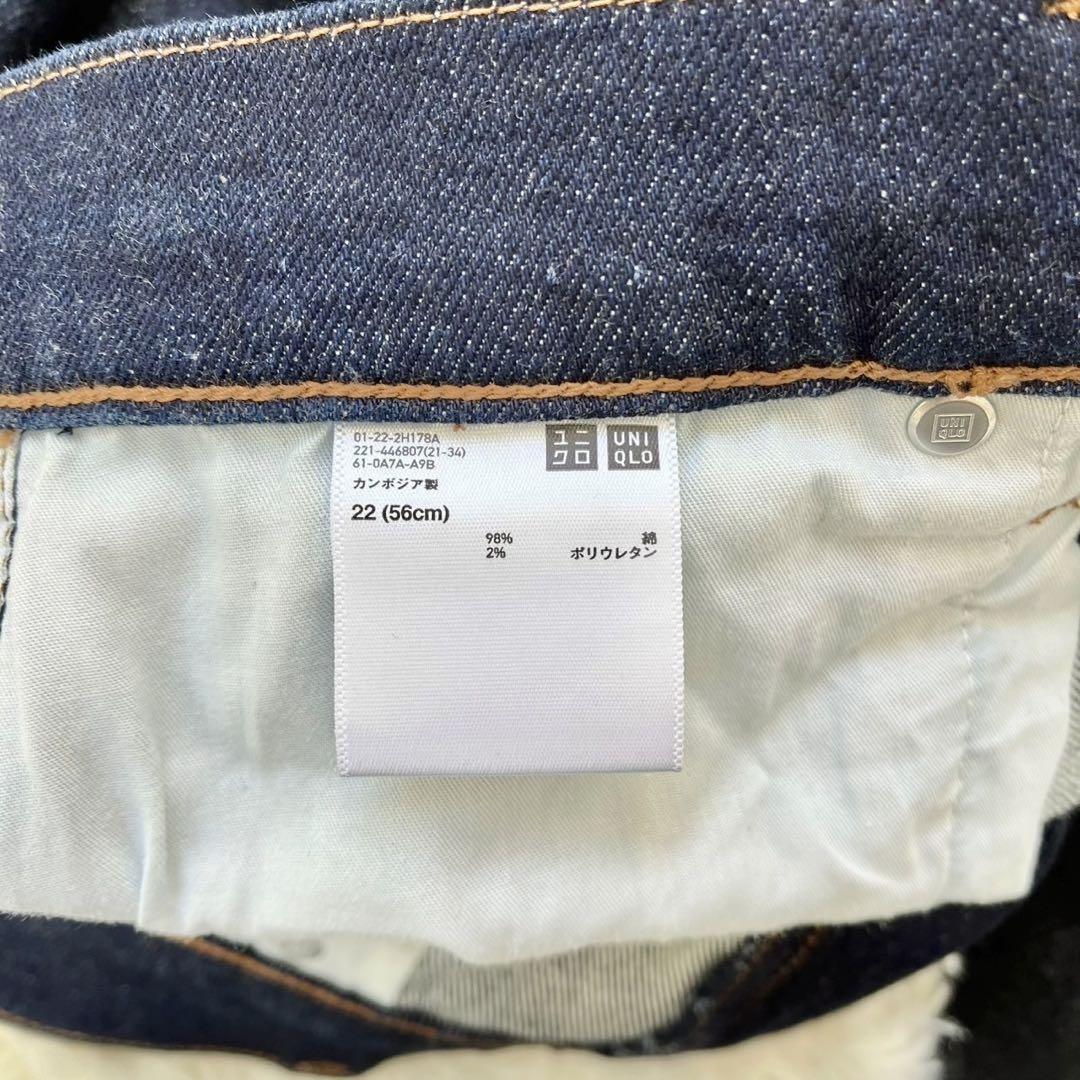 01-22-2H178A
221-446807(21-34)
61-0A7A-A9B
カンボジア製
22 (56cm)
98% 綿
2% ポリウレタン
ユニ
クロ
UNI
QLO
UNI
QLO